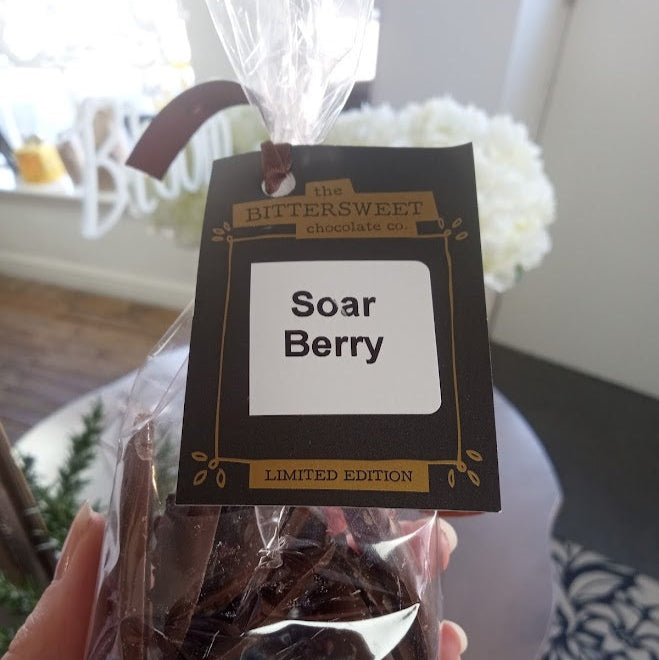 the
BITTERSWEET
chocolate co.
Soar
Berry
LIMITED EDITION